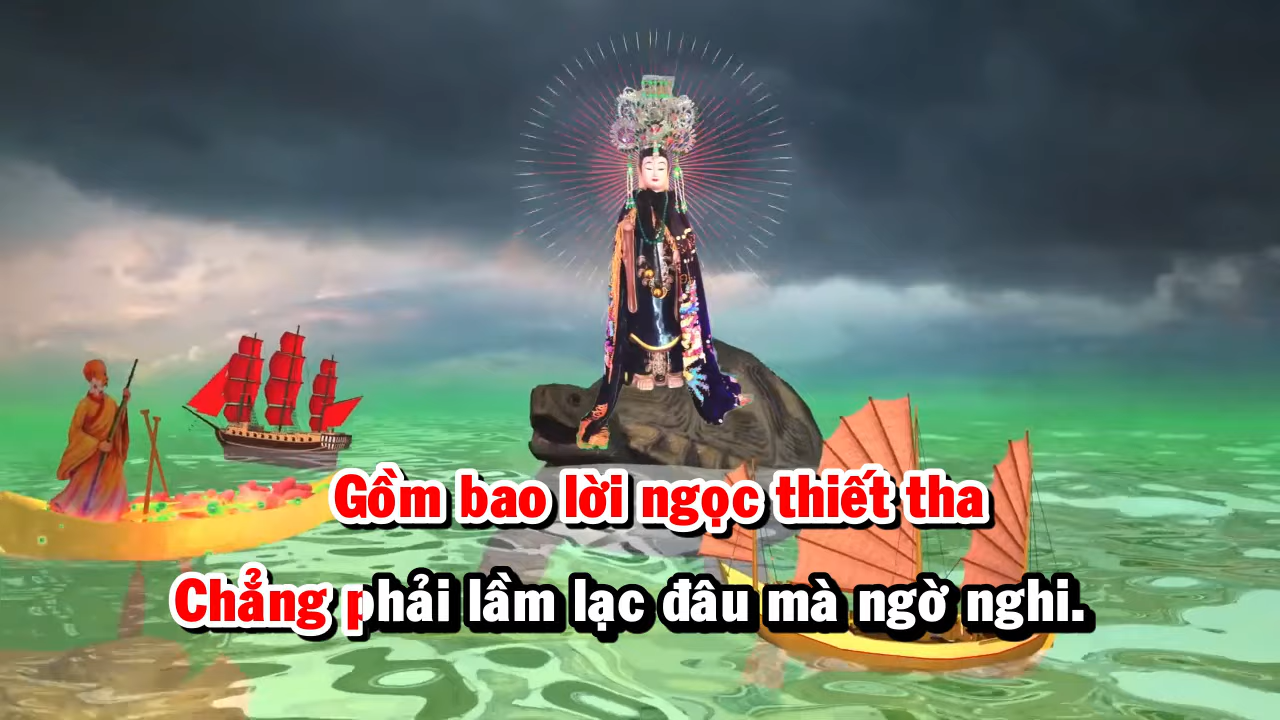 Gồm bao lời ngọc thiết tha
Chẳng phải lầm lạc đâu mà ngờ nghi.